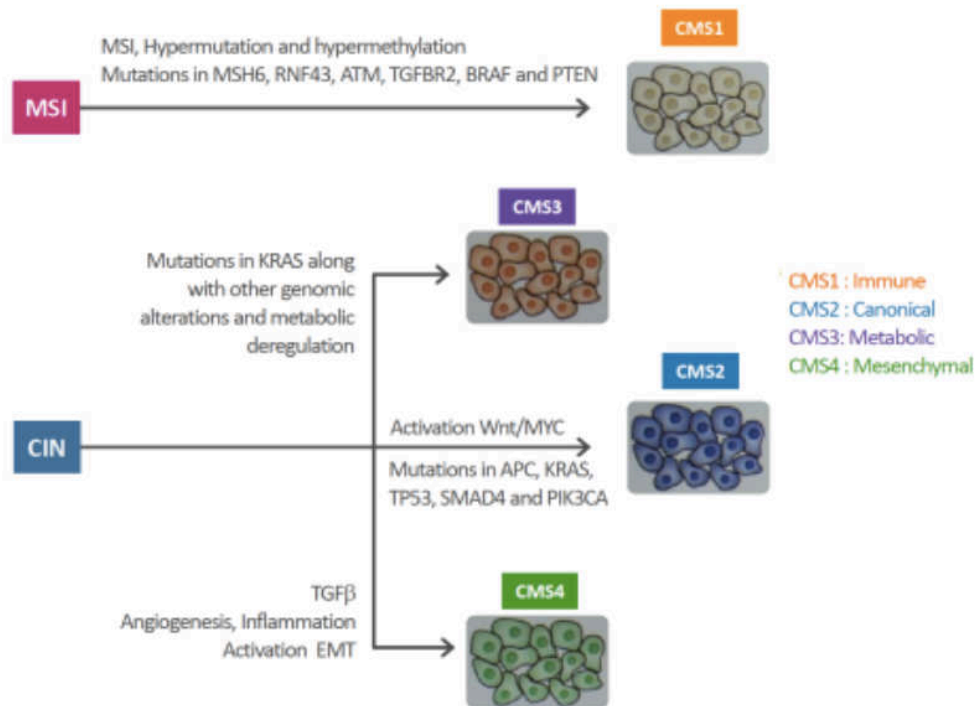 CMS1
MSI, Hypermutation and hypermethylation
Mutations in MSH6, RNF43, ATM, TGFBR2, BRAF and PTEN
MSI
CMS3
Mutations in KRAS along
with other genomic
alterations and metabolic
deregulation
CMS1 : Immune
CMS2 : Canonical
CMS3: Metabolic
CMS4 : Mesenchymal
CMS2
CIN
Activation Wnt/MYC
Mutations in APC, KRAS,
TP53, SMAD4 and PIK3CA
CMS4
TGFβ
Angiogenesis, Inflammation
Activation EMT